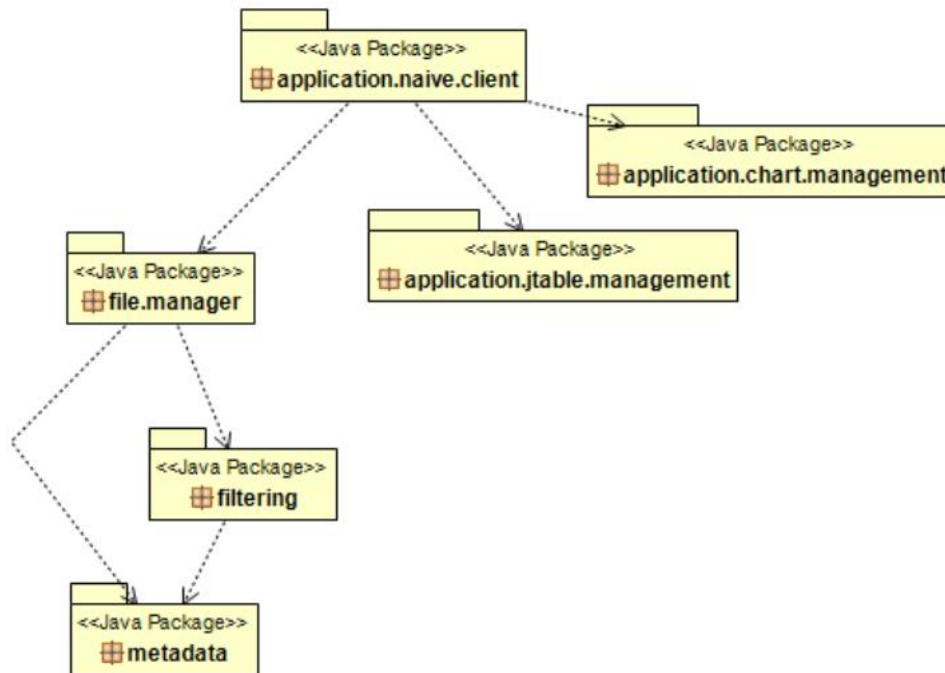 <<Java Package>>
application.naive.client
<<Java Package>>
application.chart.management
<<Java Package>>
application.jtable.management
<<Java Package>>
file.manager
<<Java Package>>
filtering
<<Java Package>>
metadata